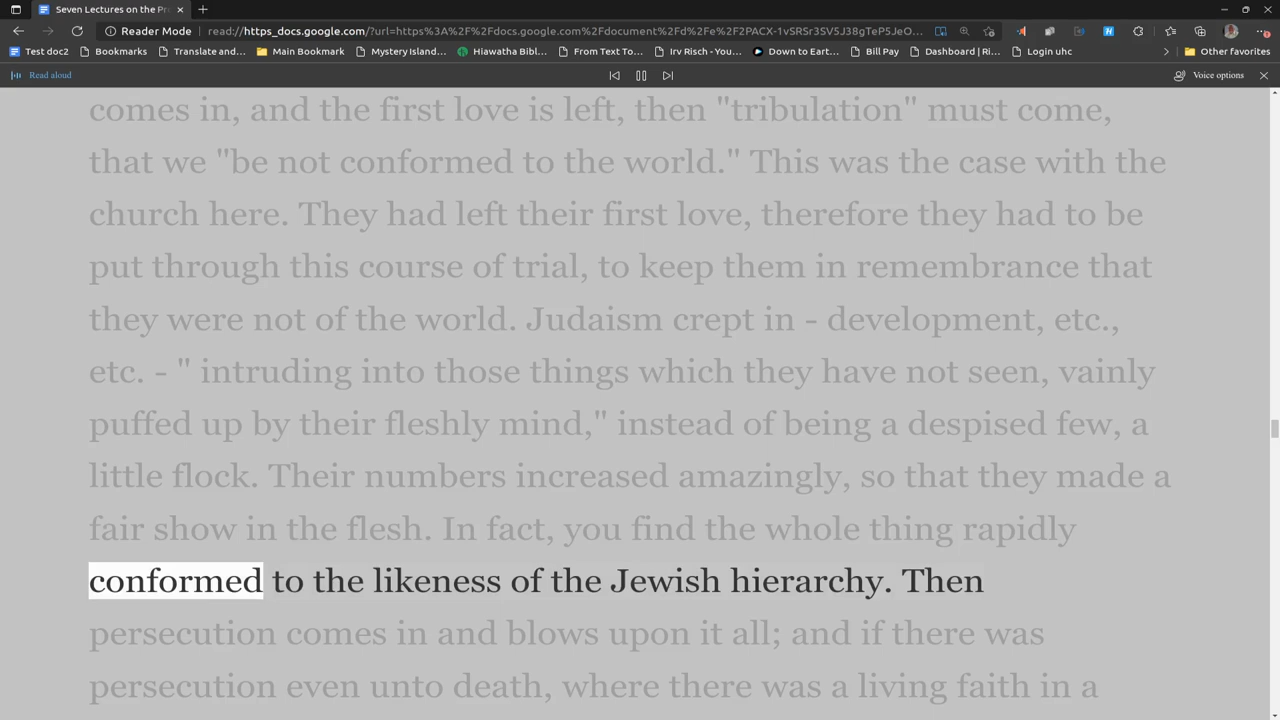 Seven Lectures on the Pr
Reader Mode
read://https_docs.google.com/?url=https%3A%2F%2Fdocs.google.com%2Fdocument%2Fd%2Fe%2F2PACX-1vSRSr3SV5J38gTeP5JeO...
Test doc2 Bookmarks Translate and... Main Bookmark Mystery Island... Hiawatha Bibl... From Text To... Irv Risch - You... Down to Eart... Bill Pay Dashboard | Ri... Login uhc Other favorites
Read aloud Voice options
comes in, and the first love is left, then "tribulation" must come,
that we "be not conformed to the world." This was the case with the
church here. They had left their first love, therefore they had to be
put through this course of trial, to keep them in remembrance that
they were not of the world. Judaism crept in - development, etc.,
etc. - " intruding into those things which they have not seen, vainly
puffed up by their fleshly mind," instead of being a despised few, a
little flock. Their numbers increased amazingly, so that they made a
fair show in the flesh. In fact, you find the whole thing rapidly
conformed to the likeness of the Jewish hierarchy. Then
persecution comes in and blows upon it all; and if there was
persecution even unto death, where there was a living faith in a